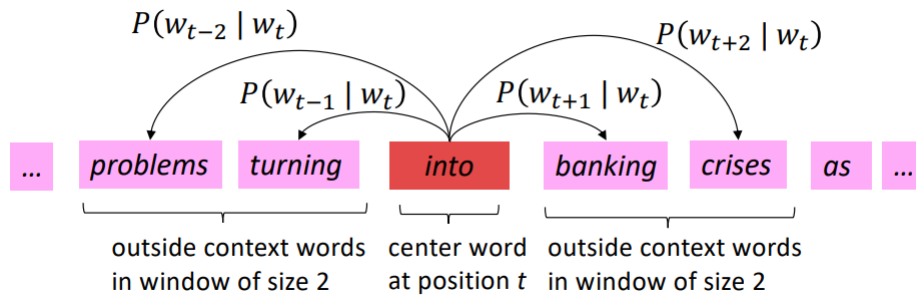 P(w_{t-2} | w_t) P(w_{t+2} | w_t)
P(w_{t-1} | w_t) P(w_{t+1} | w_t)
... problems turning into banking crises as ...
outside context words center word outside context words
in window of size 2 at position t in window of size 2